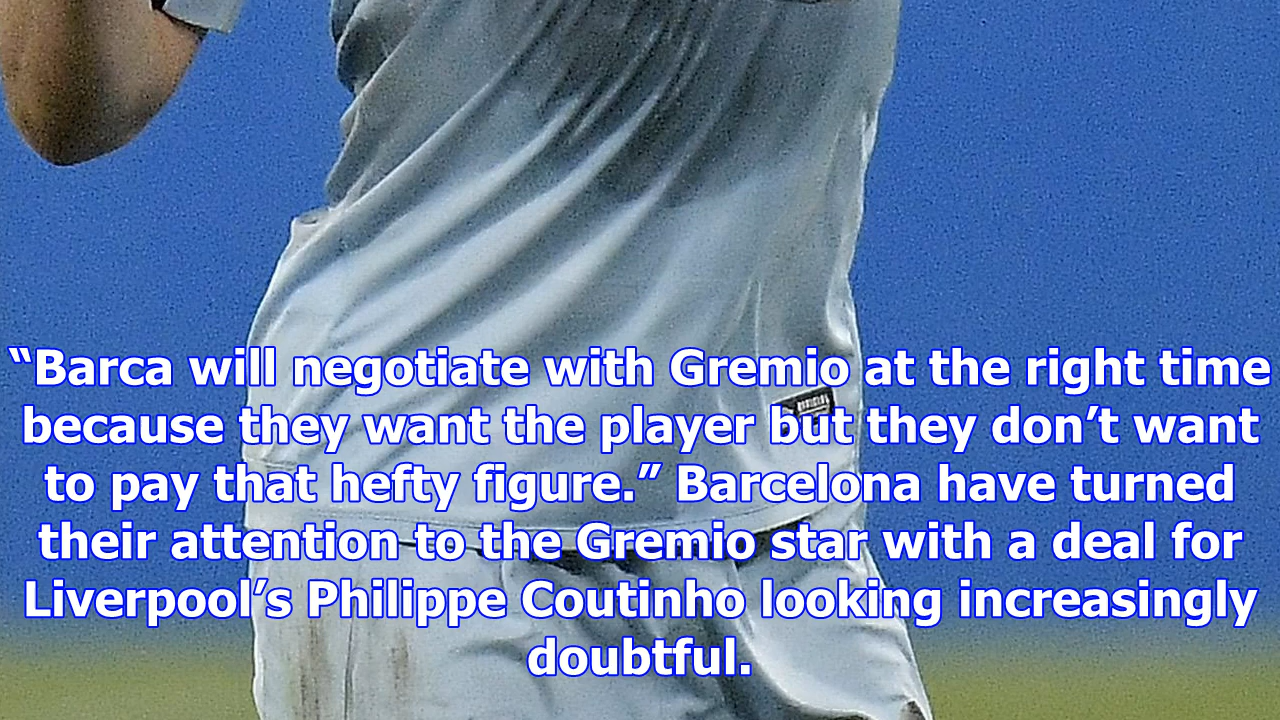 “Barca will negotiate with Gremio at the right time
because they want the player but they don’t want
to pay that hefty figure.” Barcelona have turned
their attention to the Gremio star with a deal for
Liverpool’s Philippe Coutinho looking increasingly
doubtful.